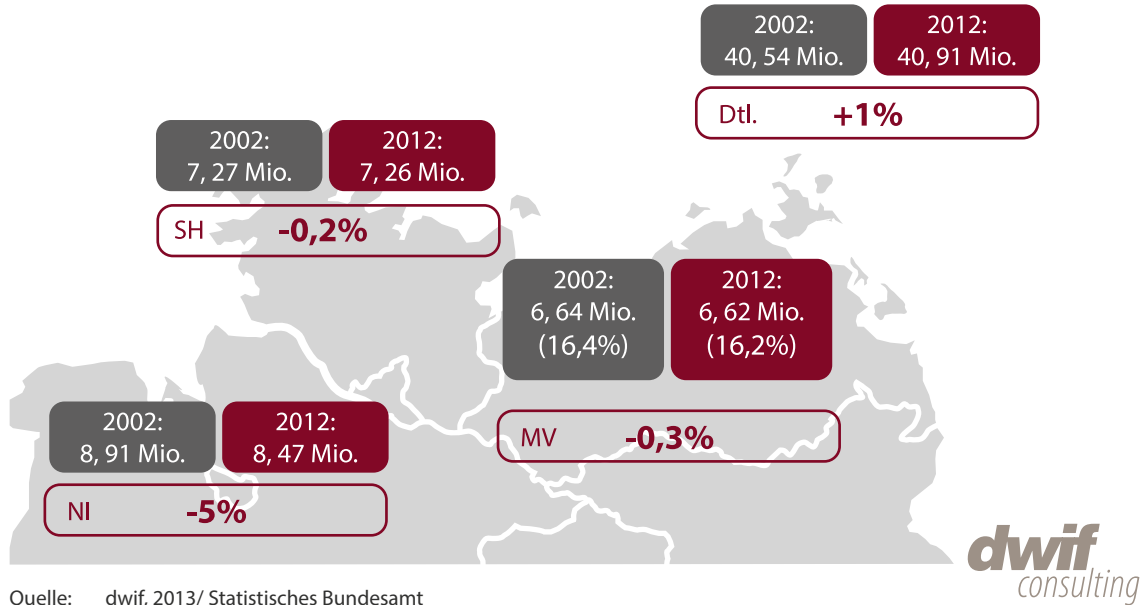 2002:
40, 54 Mio.
2012:
40, 91 Mio.
Dtl. +1%
2002:
7, 27 Mio.
2012:
7, 26 Mio.
SH -0,2%
2002:
6, 64 Mio.
(16,4%)
2012:
6, 62 Mio.
(16,2%)
MV -0,3%
2002:
8, 91 Mio.
2012:
8, 47 Mio.
NI -5%
dwif
consulting
Quelle: dwif, 2013/ Statistisches Bundesamt